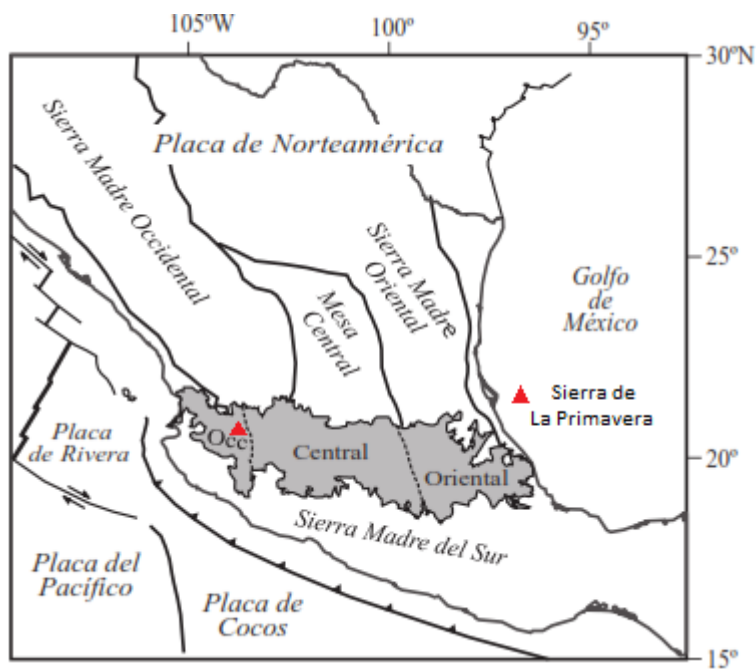 105ºW
100º
95º
30ºN
Sierra Madre Occidental
Placa de Norteamérica
25º
Sierra Madre
Oriental
Mesa
Central
Golfo
de
México
Sierra de
La Primavera
Placa
de Rivera
Occ
Central
Oriental
20º
Sierra Madre del Sur
Placa del
Pacífico
Placa de
Cocos
15º